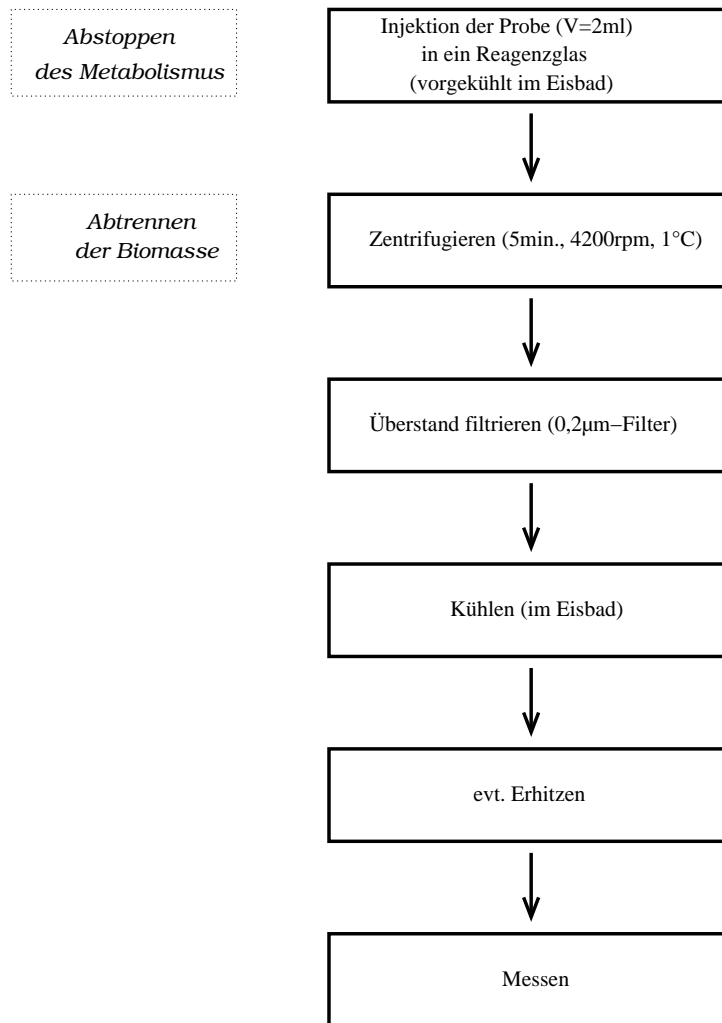 Abstoppen
des Metabolismus
Injektion der Probe (V=2ml)
in ein Reagenzglas
(vorgekühlt im Eisbad)
Abtrennen
der Biomasse
Zentrifugieren (5min., 4200rpm, 1°C)
Überstand filtrieren (0,2µm−Filter)
Kühlen (im Eisbad)
evt. Erhitzen
Messen